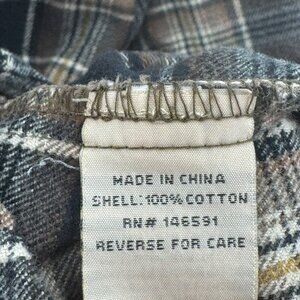 MADE IN CHINA
SHELL: 100% COTTON
RN# 146591
REVERSE FOR CARE